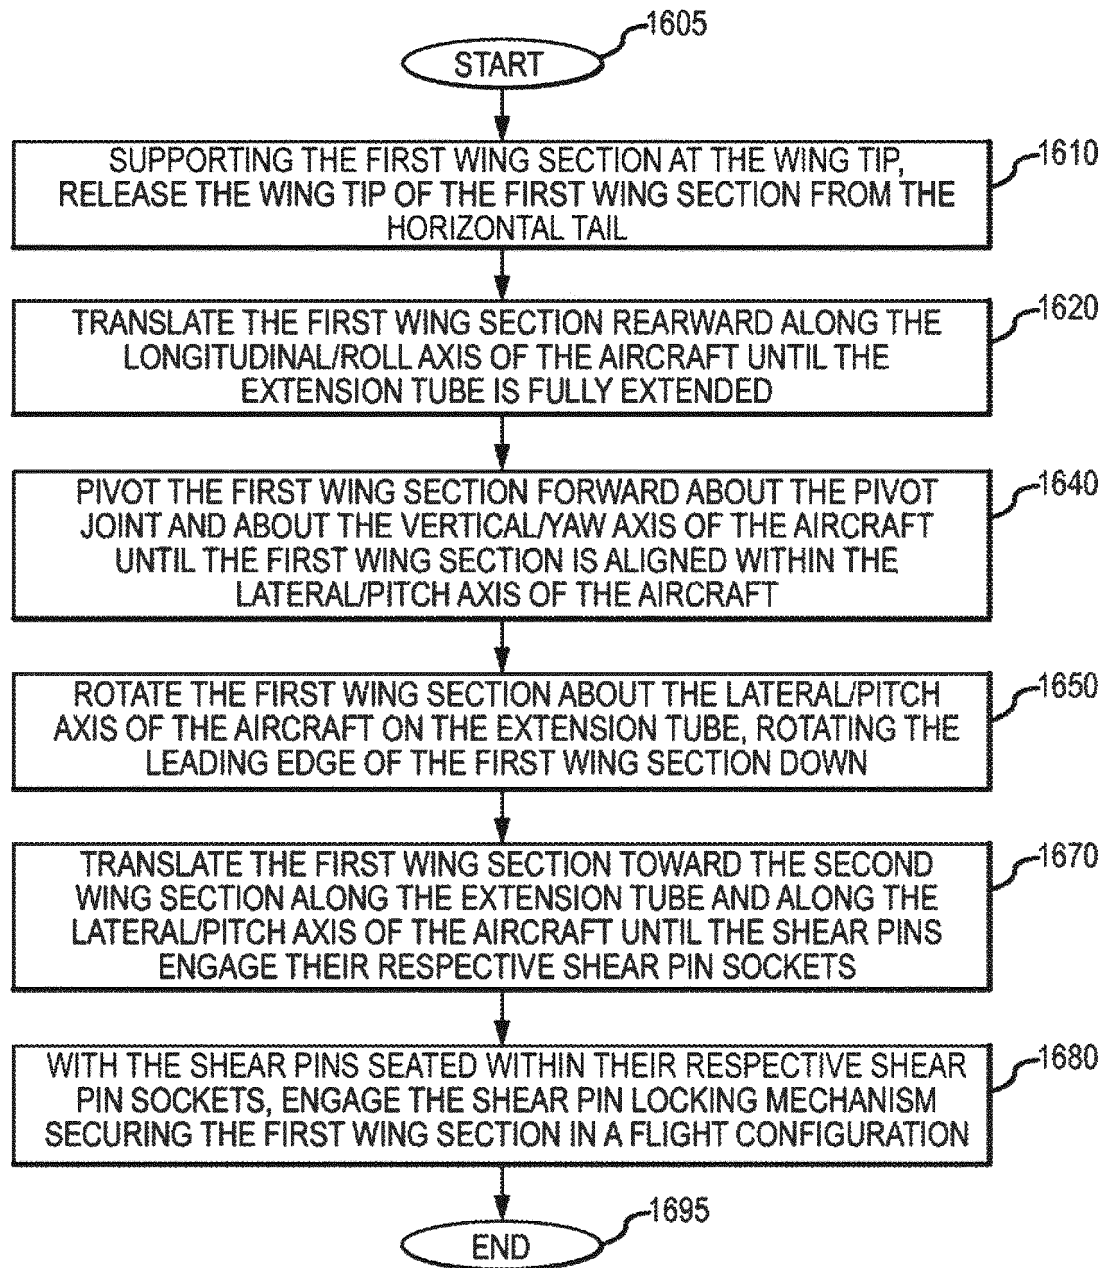 1605
START
1610
SUPPORTING THE FIRST WING SECTION AT THE WING TIP,
RELEASE THE WING TIP OF THE FIRST WING SECTION FROM THE
HORIZONTAL TAIL
1620
TRANSLATE THE FIRST WING SECTION REARWARD ALONG THE
LONGITUDINAL/ROLL AXIS OF THE AIRCRAFT UNTIL THE
EXTENSION TUBE IS FULLY EXTENDED
1640
PIVOT THE FIRST WING SECTION FORWARD ABOUT THE PIVOT
JOINT AND ABOUT THE VERTICAL/YAW AXIS OF THE AIRCRAFT
UNTIL THE FIRST WING SECTION IS ALIGNED WITHIN THE
LATERAL/PITCH AXIS OF THE AIRCRAFT
1650
ROTATE THE FIRST WING SECTION ABOUT THE LATERAL/PITCH
AXIS OF THE AIRCRAFT ON THE EXTENSION TUBE, ROTATING THE
LEADING EDGE OF THE FIRST WING SECTION DOWN
1670
TRANSLATE THE FIRST WING SECTION TOWARD THE SECOND
WING SECTION ALONG THE EXTENSION TUBE AND ALONG THE
LATERAL/PITCH AXIS OF THE AIRCRAFT UNTIL THE SHEAR PINS
ENGAGE THEIR RESPECTIVE SHEAR PIN SOCKETS
1680
WITH THE SHEAR PINS SEATED WITHIN THEIR RESPECTIVE SHEAR
PIN SOCKETS, ENGAGE THE SHEAR PIN LOCKING MECHANISM
SECURING THE FIRST WING SECTION IN A FLIGHT CONFIGURATION
1695
END